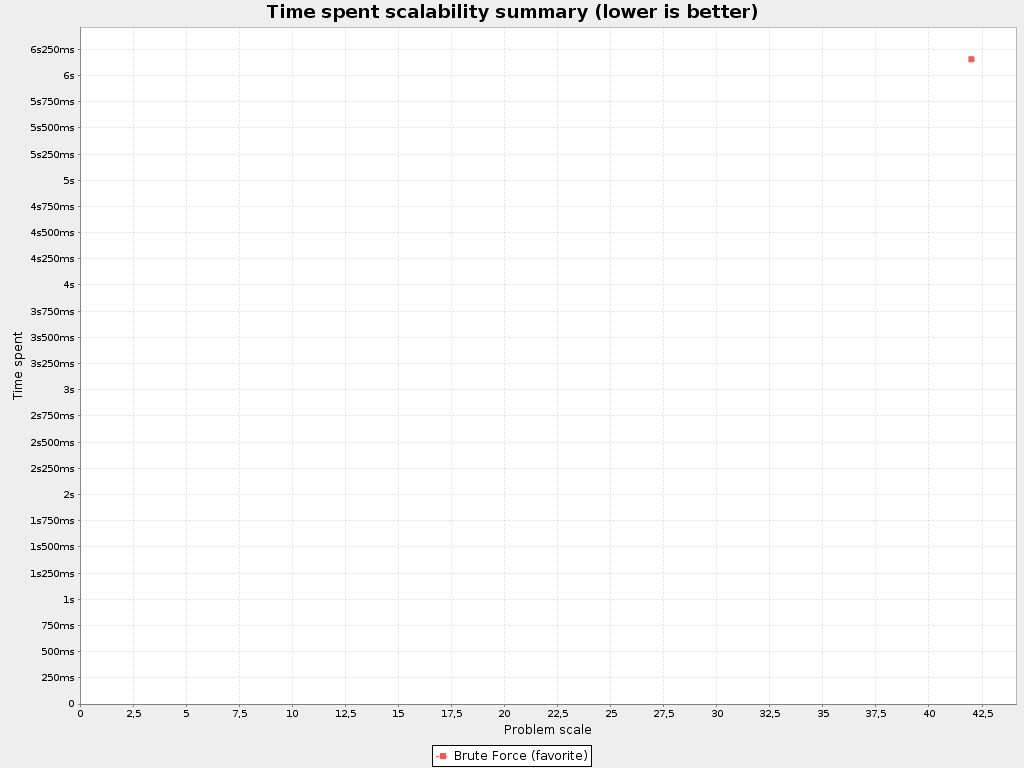 Time spent scalability summary (lower is better)
6s250ms
6s
5s750ms
5s500ms
5s250ms
5s
4s750ms
4s500ms
4s250ms
4s
3s750ms
3s500ms
3s250ms
3s
2s750ms
2s500ms
2s250ms
2s
1s750ms
1s500ms
1s250ms
1s
750ms
500ms
250ms
0
Time spent
0 2,5 5 7,5 10 12,5 15 17,5 20 22,5 25 27,5 30 32,5 35 37,5 40 42,5
Problem scale
Brute Force (favorite)